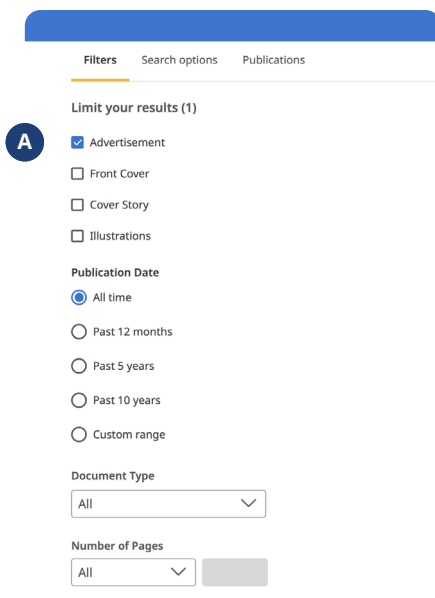 Filters Search options Publications
Limit your results (1)
A
Advertisement
Front Cover
Cover Story
Illustrations
Publication Date
All time
Past 12 months
Past 5 years
Past 10 years
Custom range
Document Type
All
Number of Pages
All